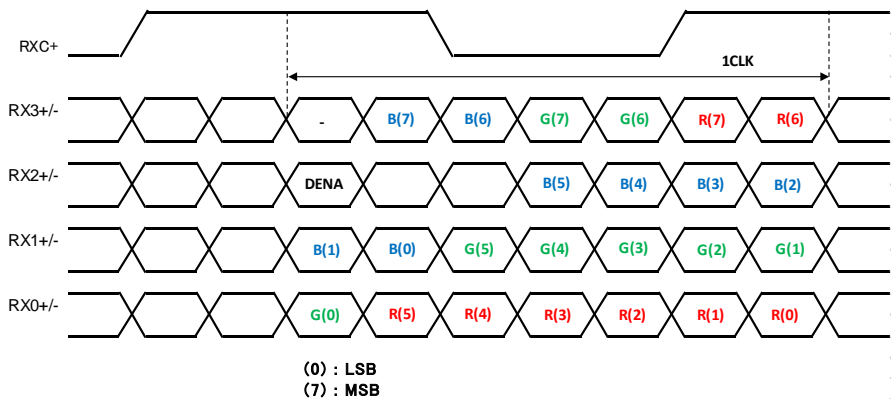 RXC+
1CLK
RX3+/- - B(7) B(6) G(7) G(6) R(7) R(6)
RX2+/- DENA B(5) B(4) B(3) B(2)
RX1+/- B(1) B(0) G(5) G(4) G(3) G(2) G(1)
RX0+/- G(0) R(5) R(4) R(3) R(2) R(1) R(0)
(0) : LSB
(7) : MSB